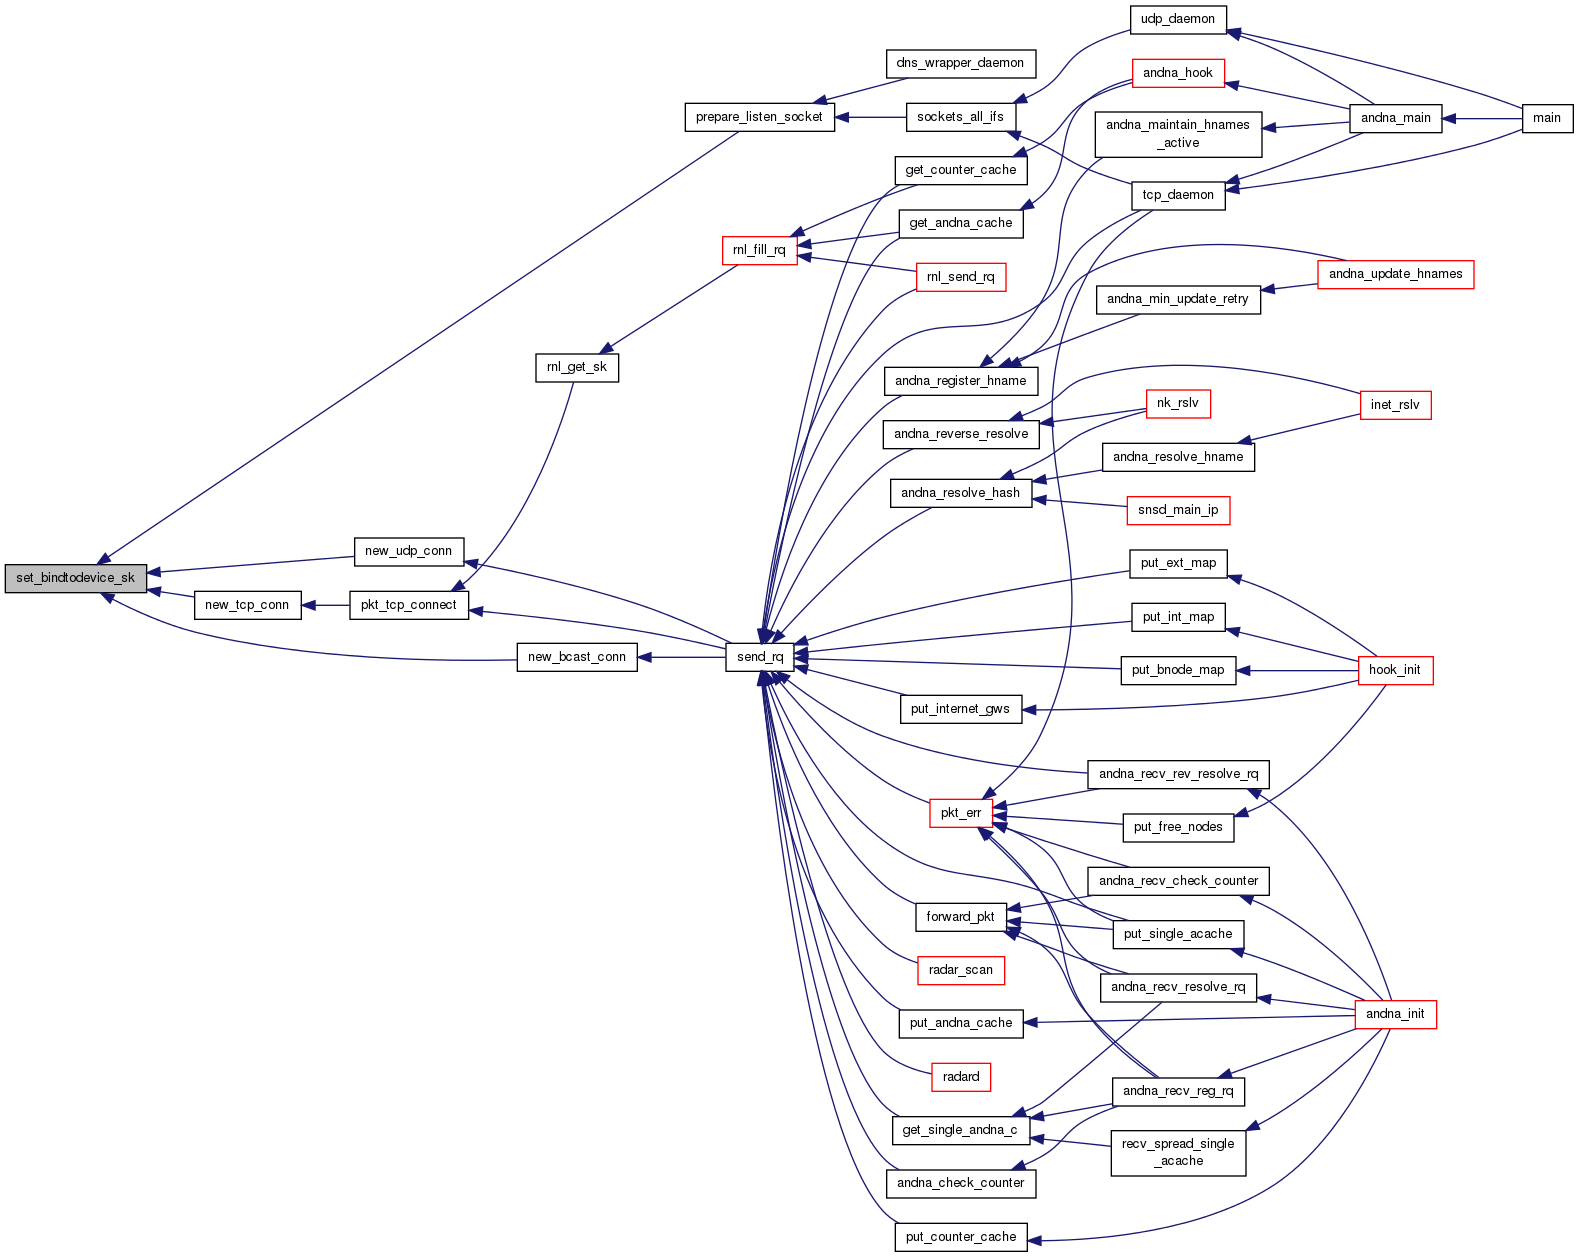 udp_daemon
dns_wrapper_daemon
andna_hook
prepare_listen_socket
sockets_all_ifs
andna_maintain_hnames
_active
andna_main
main
get_counter_cache
tcp_daemon
get_andna_cache
rnl_fill_rq
rnl_send_rq
andna_update_hnames
andna_min_update_retry
rnl_get_sk
andna_register_hname
nk_rslv
inet_rslv
andna_reverse_resolve
andna_resolve_hname
andna_resolve_hash
snsd_main_ip
new_udp_conn
put_ext_map
set_bindtodevice_sk
new_tcp_conn
pkt_tcp_connect
put_int_map
new_bcast_conn
send_rq
put_bnode_map
hook_init
put_internet_gws
andna_recv_rev_resolve_rq
pkt_err
put_free_nodes
andna_recv_check_counter
forward_pkt
put_single_acache
radar_scan
andna_recv_resolve_rq
put_andna_cache
andna_init
radard
andna_recv_reg_rq
get_single_andna_c
recv_spread_single
_acache
andna_check_counter
put_counter_cache